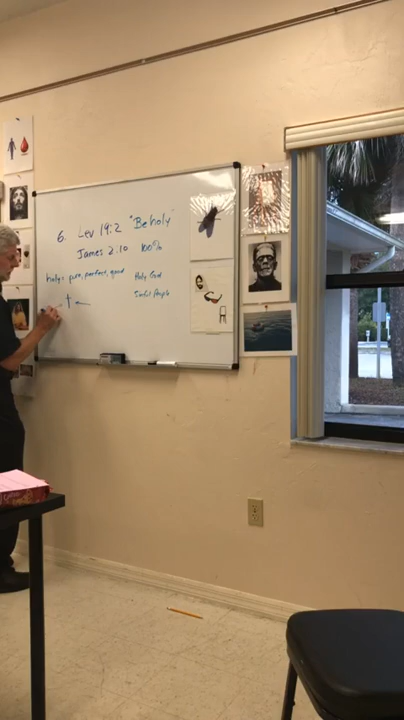 6. Lev 19:2 "Be holy"
James 2:10 100%
holy= pure, perfect, good
Holy God
Sinful People